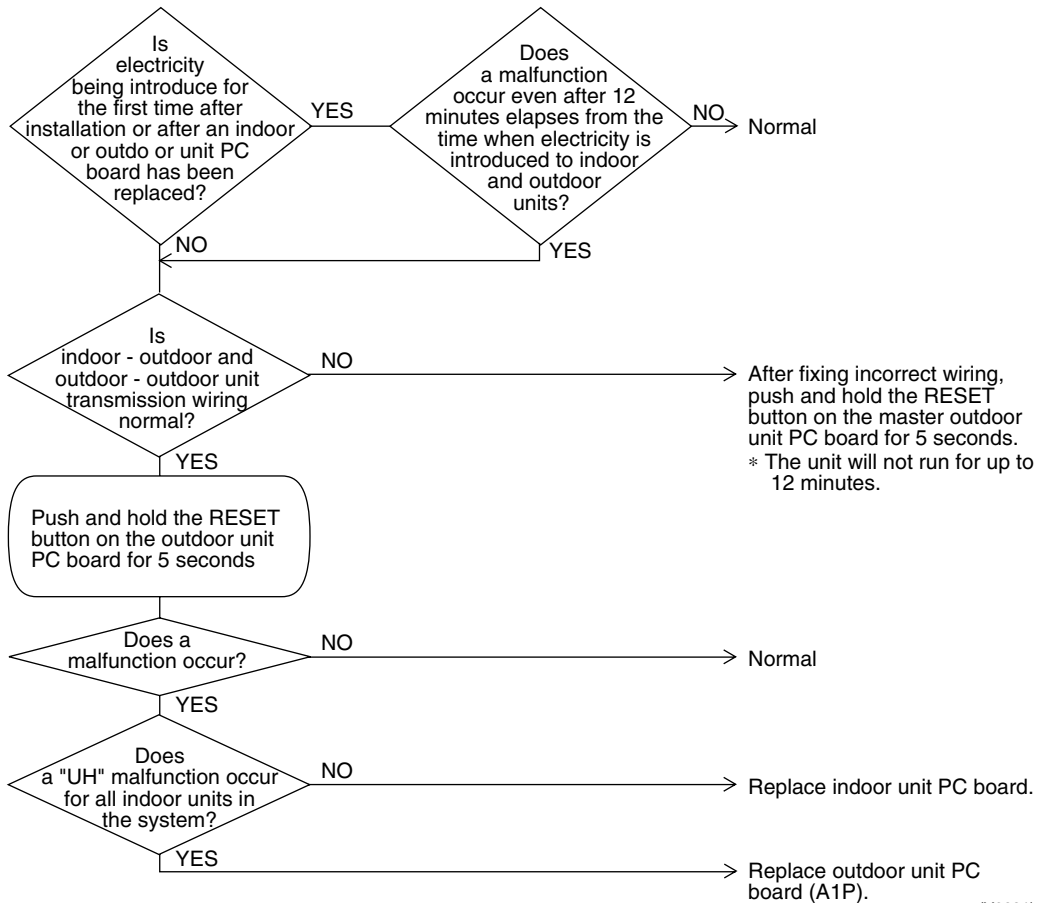 Is
electricity
being introduce for
the first time after
installation or after an indoor
or outdo or unit PC
board has been
replaced?
YES
Does
a malfunction
occur even after 12
minutes elapses from the
time when electricity is
introduced to indoor
and outdoor
units?
NO
Normal
NO
YES
Is
indoor - outdoor and
outdoor - outdoor unit
transmission wiring
normal?
NO
After fixing incorrect wiring,
push and hold the RESET
button on the master outdoor
unit PC board for 5 seconds.
* The unit will not run for up to
12 minutes.
YES
Push and hold the RESET
button on the outdoor unit
PC board for 5 seconds
Does a
malfunction occur?
NO
Normal
YES
Does
a "UH" malfunction occur
for all indoor units in
the system?
NO
Replace indoor unit PC board.
YES
Replace outdoor unit PC
board (A1P).